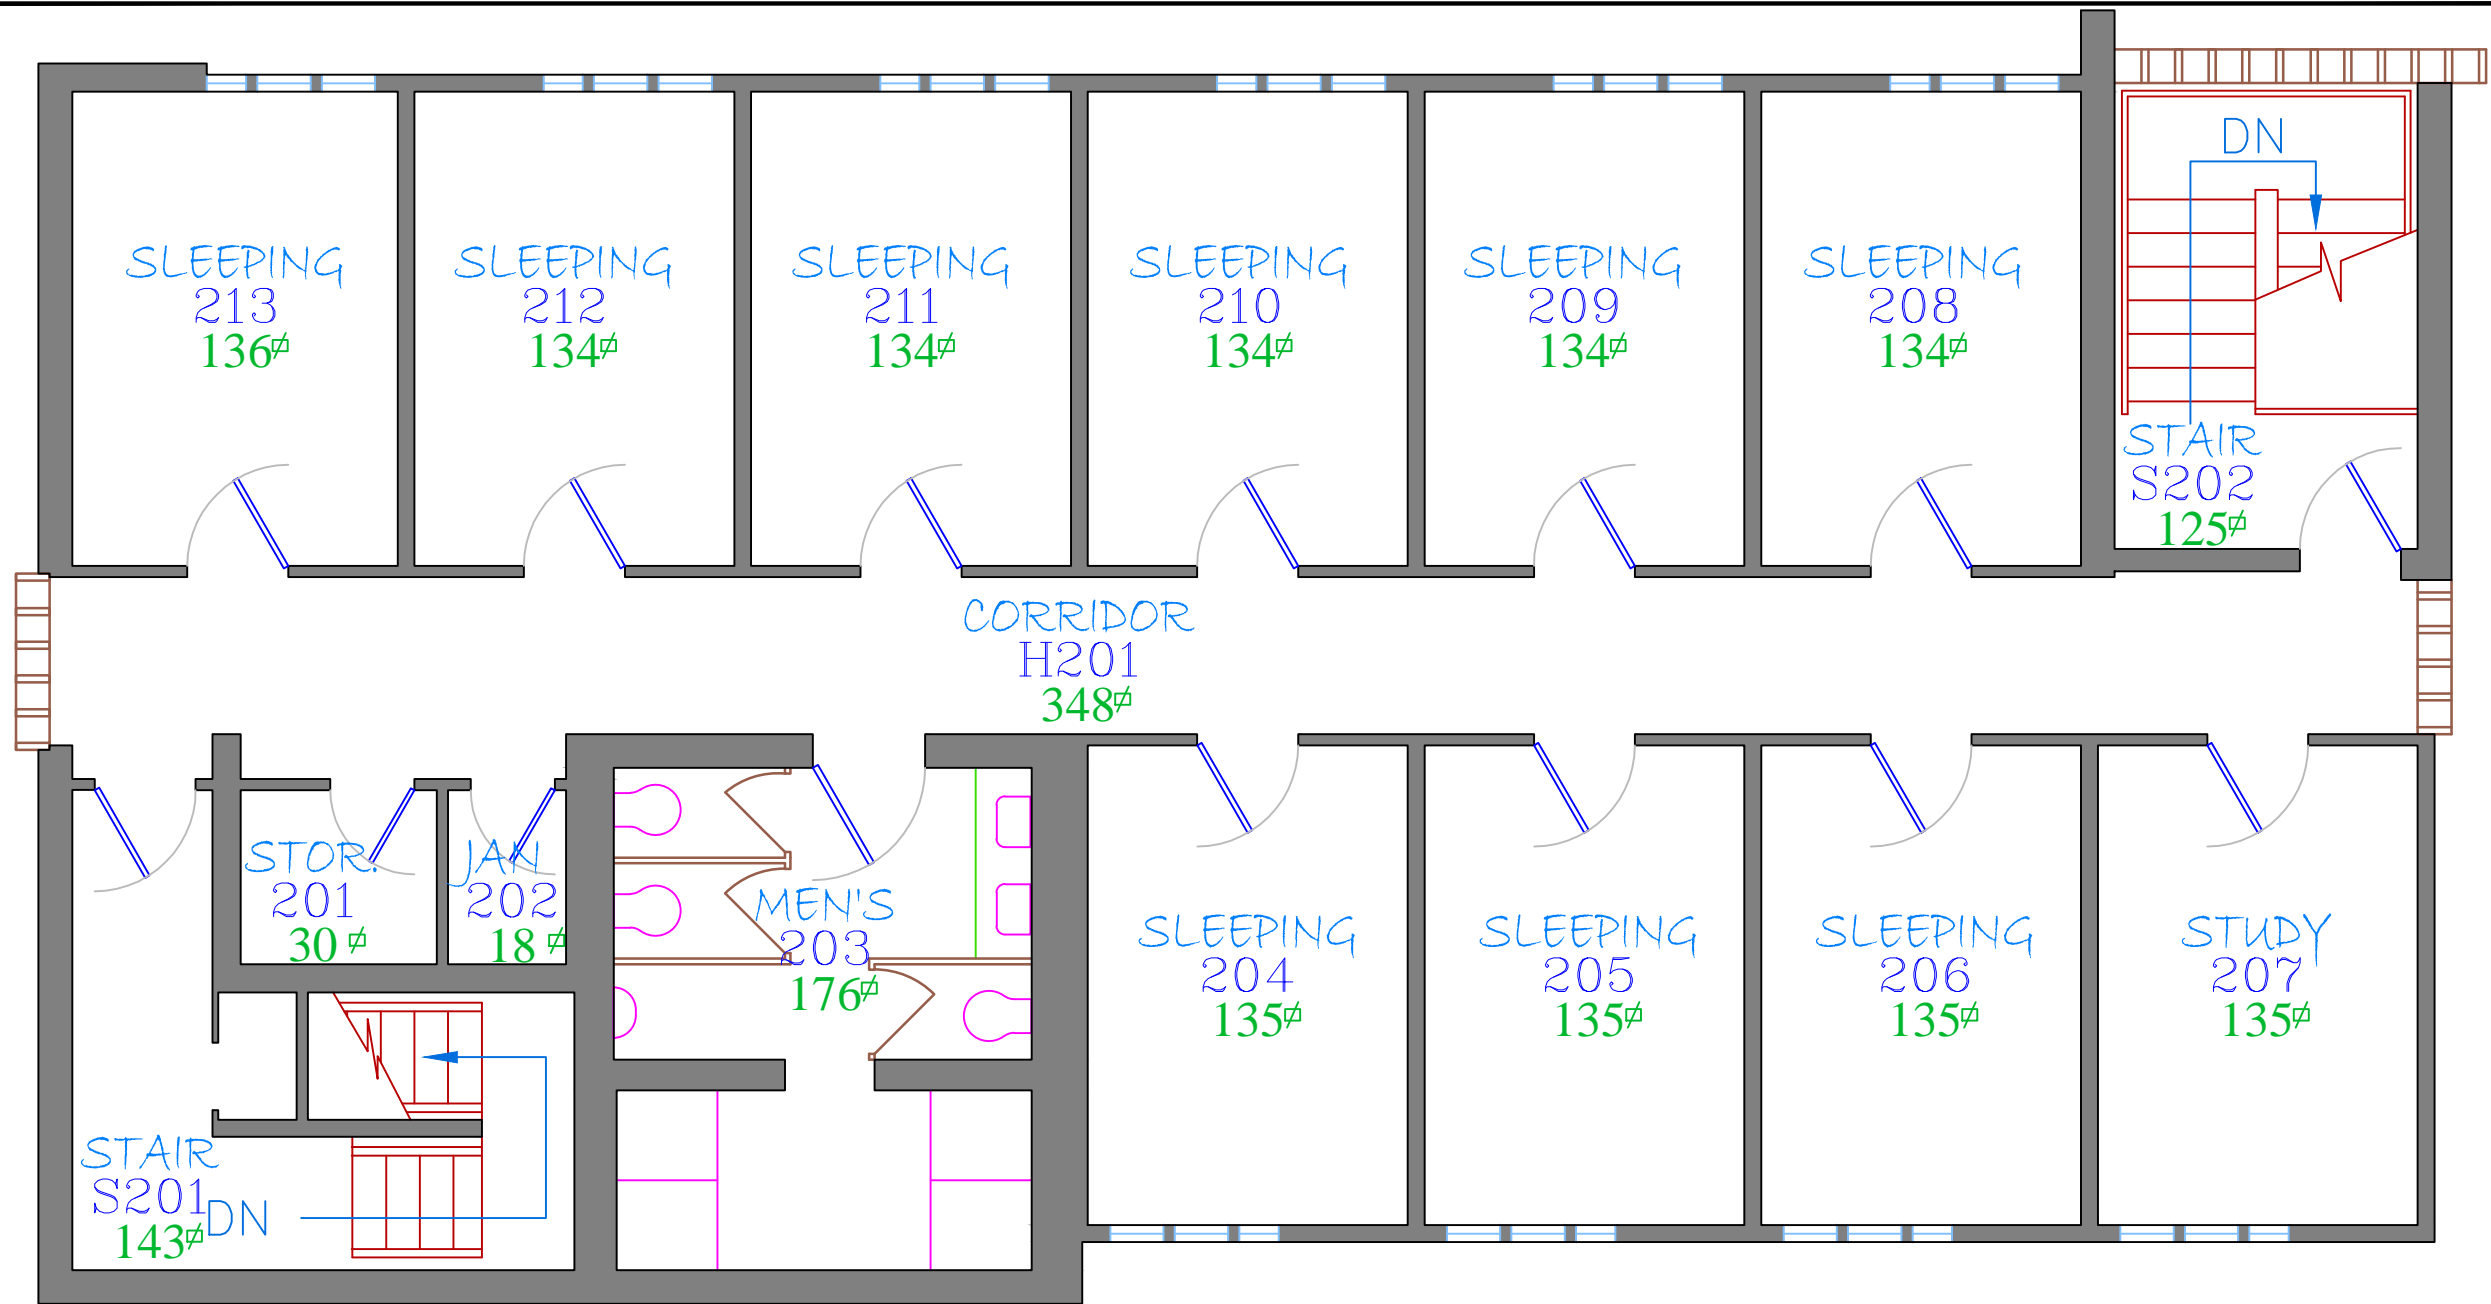 SLEEPING
213
136
SLEEPING
212
134
SLEEPING
211
134
SLEEPING
210
134
SLEEPING
209
134
SLEEPING
208
134
DN
STAIR
S202
125
CORRIDOR
H201
348
STOR.
201
30
JAN
202
18
MEN'S
203
176
SLEEPING
204
135
SLEEPING
205
135
SLEEPING
206
135
STUDY
207
135
STAIR
S201
143
DN